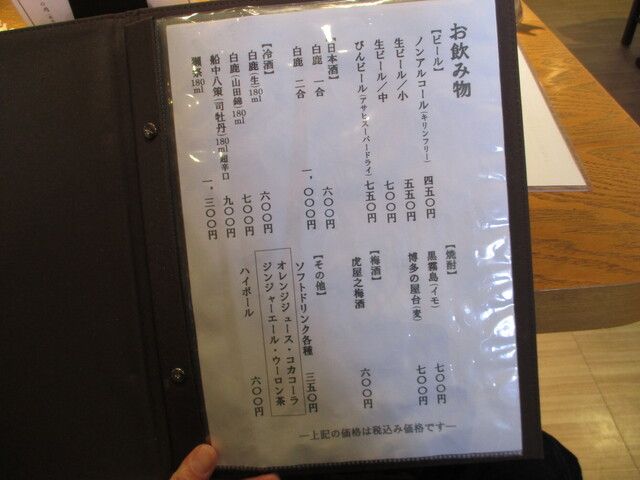 お飲み物
【ビール】
ノンアルコール(キリンフリー) 四五〇円
生ビール／小 五五〇円
生ビール／中 七〇〇円
びんビール(アサヒスーパードライ) 七五〇円
【日本酒】
白鹿 一合 六〇〇円
白鹿 二合 一、〇〇〇円
【冷酒】
白鹿(生)180ml 六〇〇円
白鹿(山田錦)180ml 七〇〇円
船中八策(司牡丹)180ml超辛口 九〇〇円
獺祭180ml 一、三〇〇円
【焼酎】
黒霧島(イモ) 七〇〇円
博多の屋台(麦) 七〇〇円
【梅酒】
虎屋之梅酒 六〇〇円
【その他】
ソフトドリンク各種 三五〇円
オレンジジュース・コカコーラ
ジンジャーエール・ウーロン茶
ハイボール 六〇〇円
―上記の価格は税込み価格です―